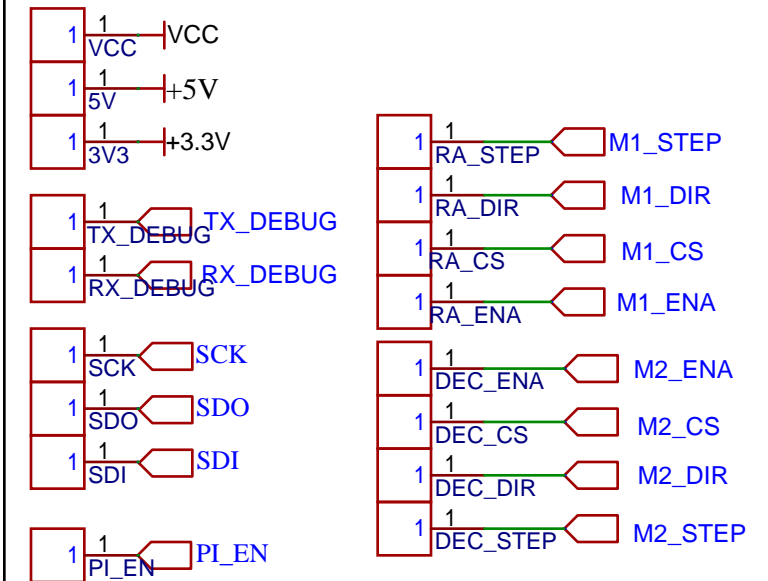 1 1 VCC
VCC
1 1 +5V
5V
1 1 +3.3V
3V3
1 1 TX_DEBUG
TX_DEBUG
1 1 RX_DEBUG
RX_DEBUG
1 1 SCK
SCK
1 1 SDO
SDO
1 1 SDI
SDI
1 1 PI_EN
PI_EN
1 1 M1_STEP
RA_STEP
1 1 M1_DIR
RA_DIR
1 1 M1_CS
RA_CS
1 1 M1_ENA
RA_ENA
1 1 M2_ENA
DEC_ENA
1 1 M2_CS
DEC_CS
1 1 M2_DIR
DEC_DIR
1 1 M2_STEP
DEC_STEP